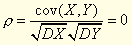 ρ = cov(X,Y) / √DX √DY = 0